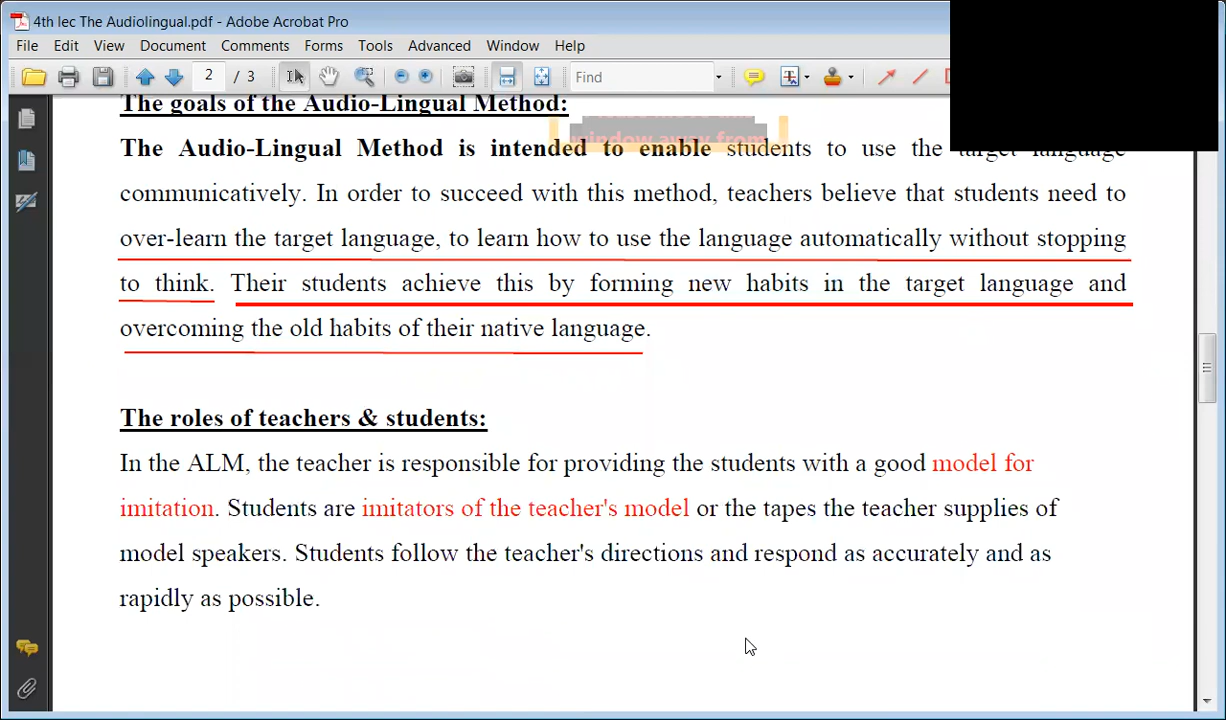 4th lec The Audiolingual.pdf - Adobe Acrobat Pro
File Edit View Document Comments Forms Tools Advanced Window Help
2 / 3 Find
The goals of the Audio-Lingual Method:
window away from
The Audio-Lingual Method is intended to enable students to use the target language
communicatively. In order to succeed with this method, teachers believe that students need to
over-learn the target language, to learn how to use the language automatically without stopping
to think. Their students achieve this by forming new habits in the target language and
overcoming the old habits of their native language.
The roles of teachers & students:
In the ALM, the teacher is responsible for providing the students with a good model for
imitation. Students are imitators of the teacher's model or the tapes the teacher supplies of
model speakers. Students follow the teacher's directions and respond as accurately and as
rapidly as possible.